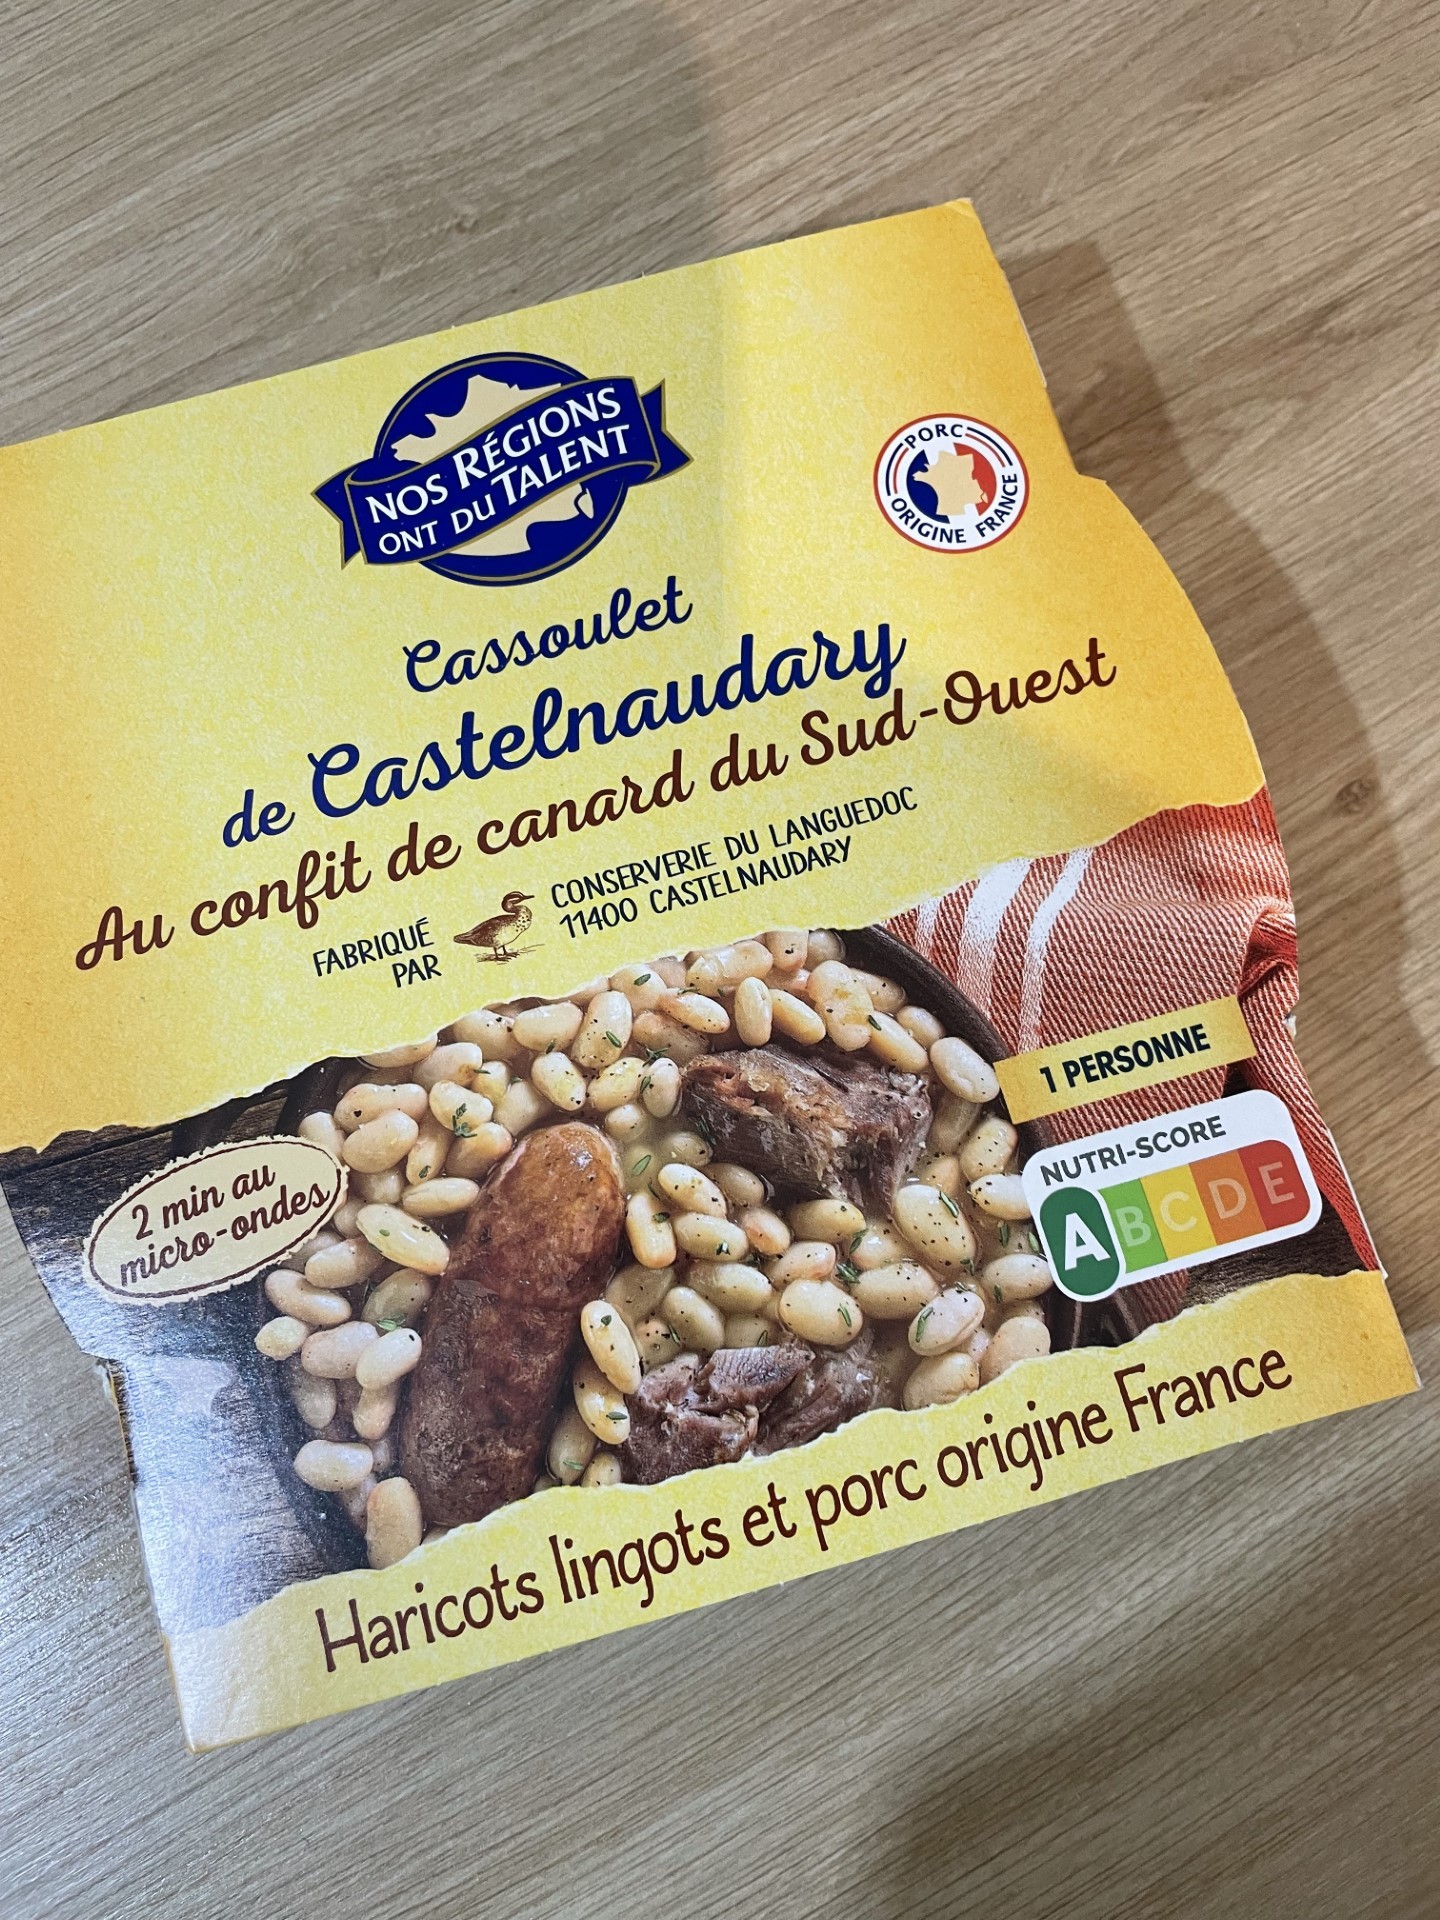 NOS RÉGIONS
ONT DU TALENT
PORC
ORIGINE FRANCE
Cassoulet
de Castelnaudary
Au confit de canard du Sud-Ouest
FABRIQUÉ
PAR
CONSERVERIE DU LANGUEDOC
11400 CASTELNAUDARY
1 PERSONNE
NUTRI-SCORE
A B C D E
2 min au
micro-ondes
Haricots lingots et porc origine France